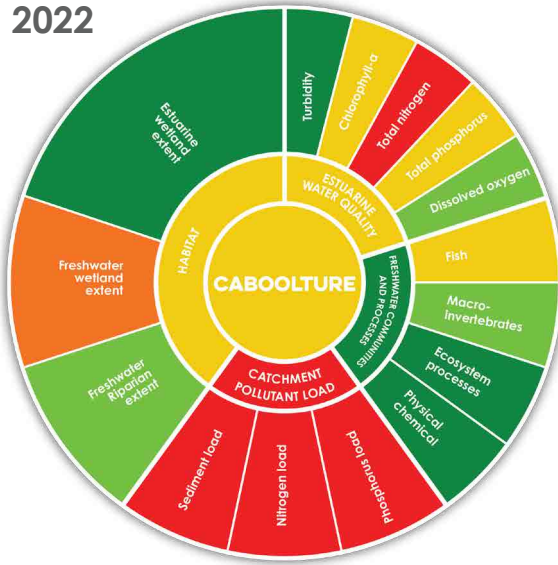 2022
Turbidity
Chlorophyll-a
Total nitrogen
Total phosphorus
Dissolved oxygen
Fish
Macro-
Invertebrates
Ecosystem
processes
Physical/
chemical
Phosphorus load
Nitrogen load
Sediment load
Freshwater
Riparian
extent
Freshwater
wetland
extent
Estuarine
wetland
extent
ESTUARINE
WATER QUALITY
FRESHWATER COMMUNITIES
AND PROCESSES
CATCHMENT
POLLUTANT LOAD
HABITAT
CABOOLTURE